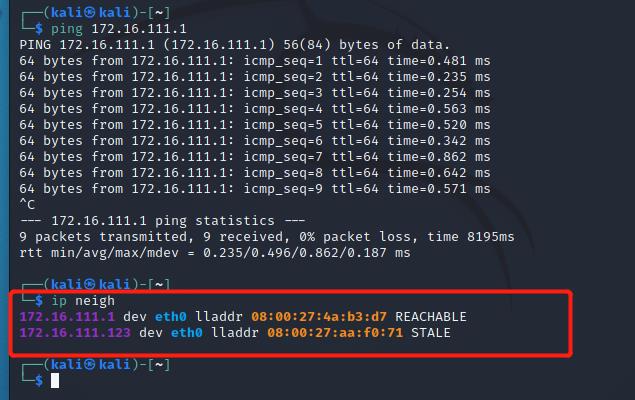 ┌──(kali㉿kali)-[~]
└─$ ping 172.16.111.1
PING 172.16.111.1 (172.16.111.1) 56(84) bytes of data.
64 bytes from 172.16.111.1: icmp_seq=1 ttl=64 time=0.481 ms
64 bytes from 172.16.111.1: icmp_seq=2 ttl=64 time=0.235 ms
64 bytes from 172.16.111.1: icmp_seq=3 ttl=64 time=0.254 ms
64 bytes from 172.16.111.1: icmp_seq=4 ttl=64 time=0.563 ms
64 bytes from 172.16.111.1: icmp_seq=5 ttl=64 time=0.520 ms
64 bytes from 172.16.111.1: icmp_seq=6 ttl=64 time=0.342 ms
64 bytes from 172.16.111.1: icmp_seq=7 ttl=64 time=0.862 ms
64 bytes from 172.16.111.1: icmp_seq=8 ttl=64 time=0.642 ms
64 bytes from 172.16.111.1: icmp_seq=9 ttl=64 time=0.571 ms
^C
--- 172.16.111.1 ping statistics ---
9 packets transmitted, 9 received, 0% packet loss, time 8195ms
rtt min/avg/max/mdev = 0.235/0.496/0.862/0.187 ms
┌──(kali㉿kali)-[~]
└─$ ip neigh
172.16.111.1 dev eth0 lladdr 08:00:27:4a:b3:d7 REACHABLE
172.16.111.123 dev eth0 lladdr 08:00:27:aa:f0:71 STALE
┌──(kali㉿kali)-[~]
└─$